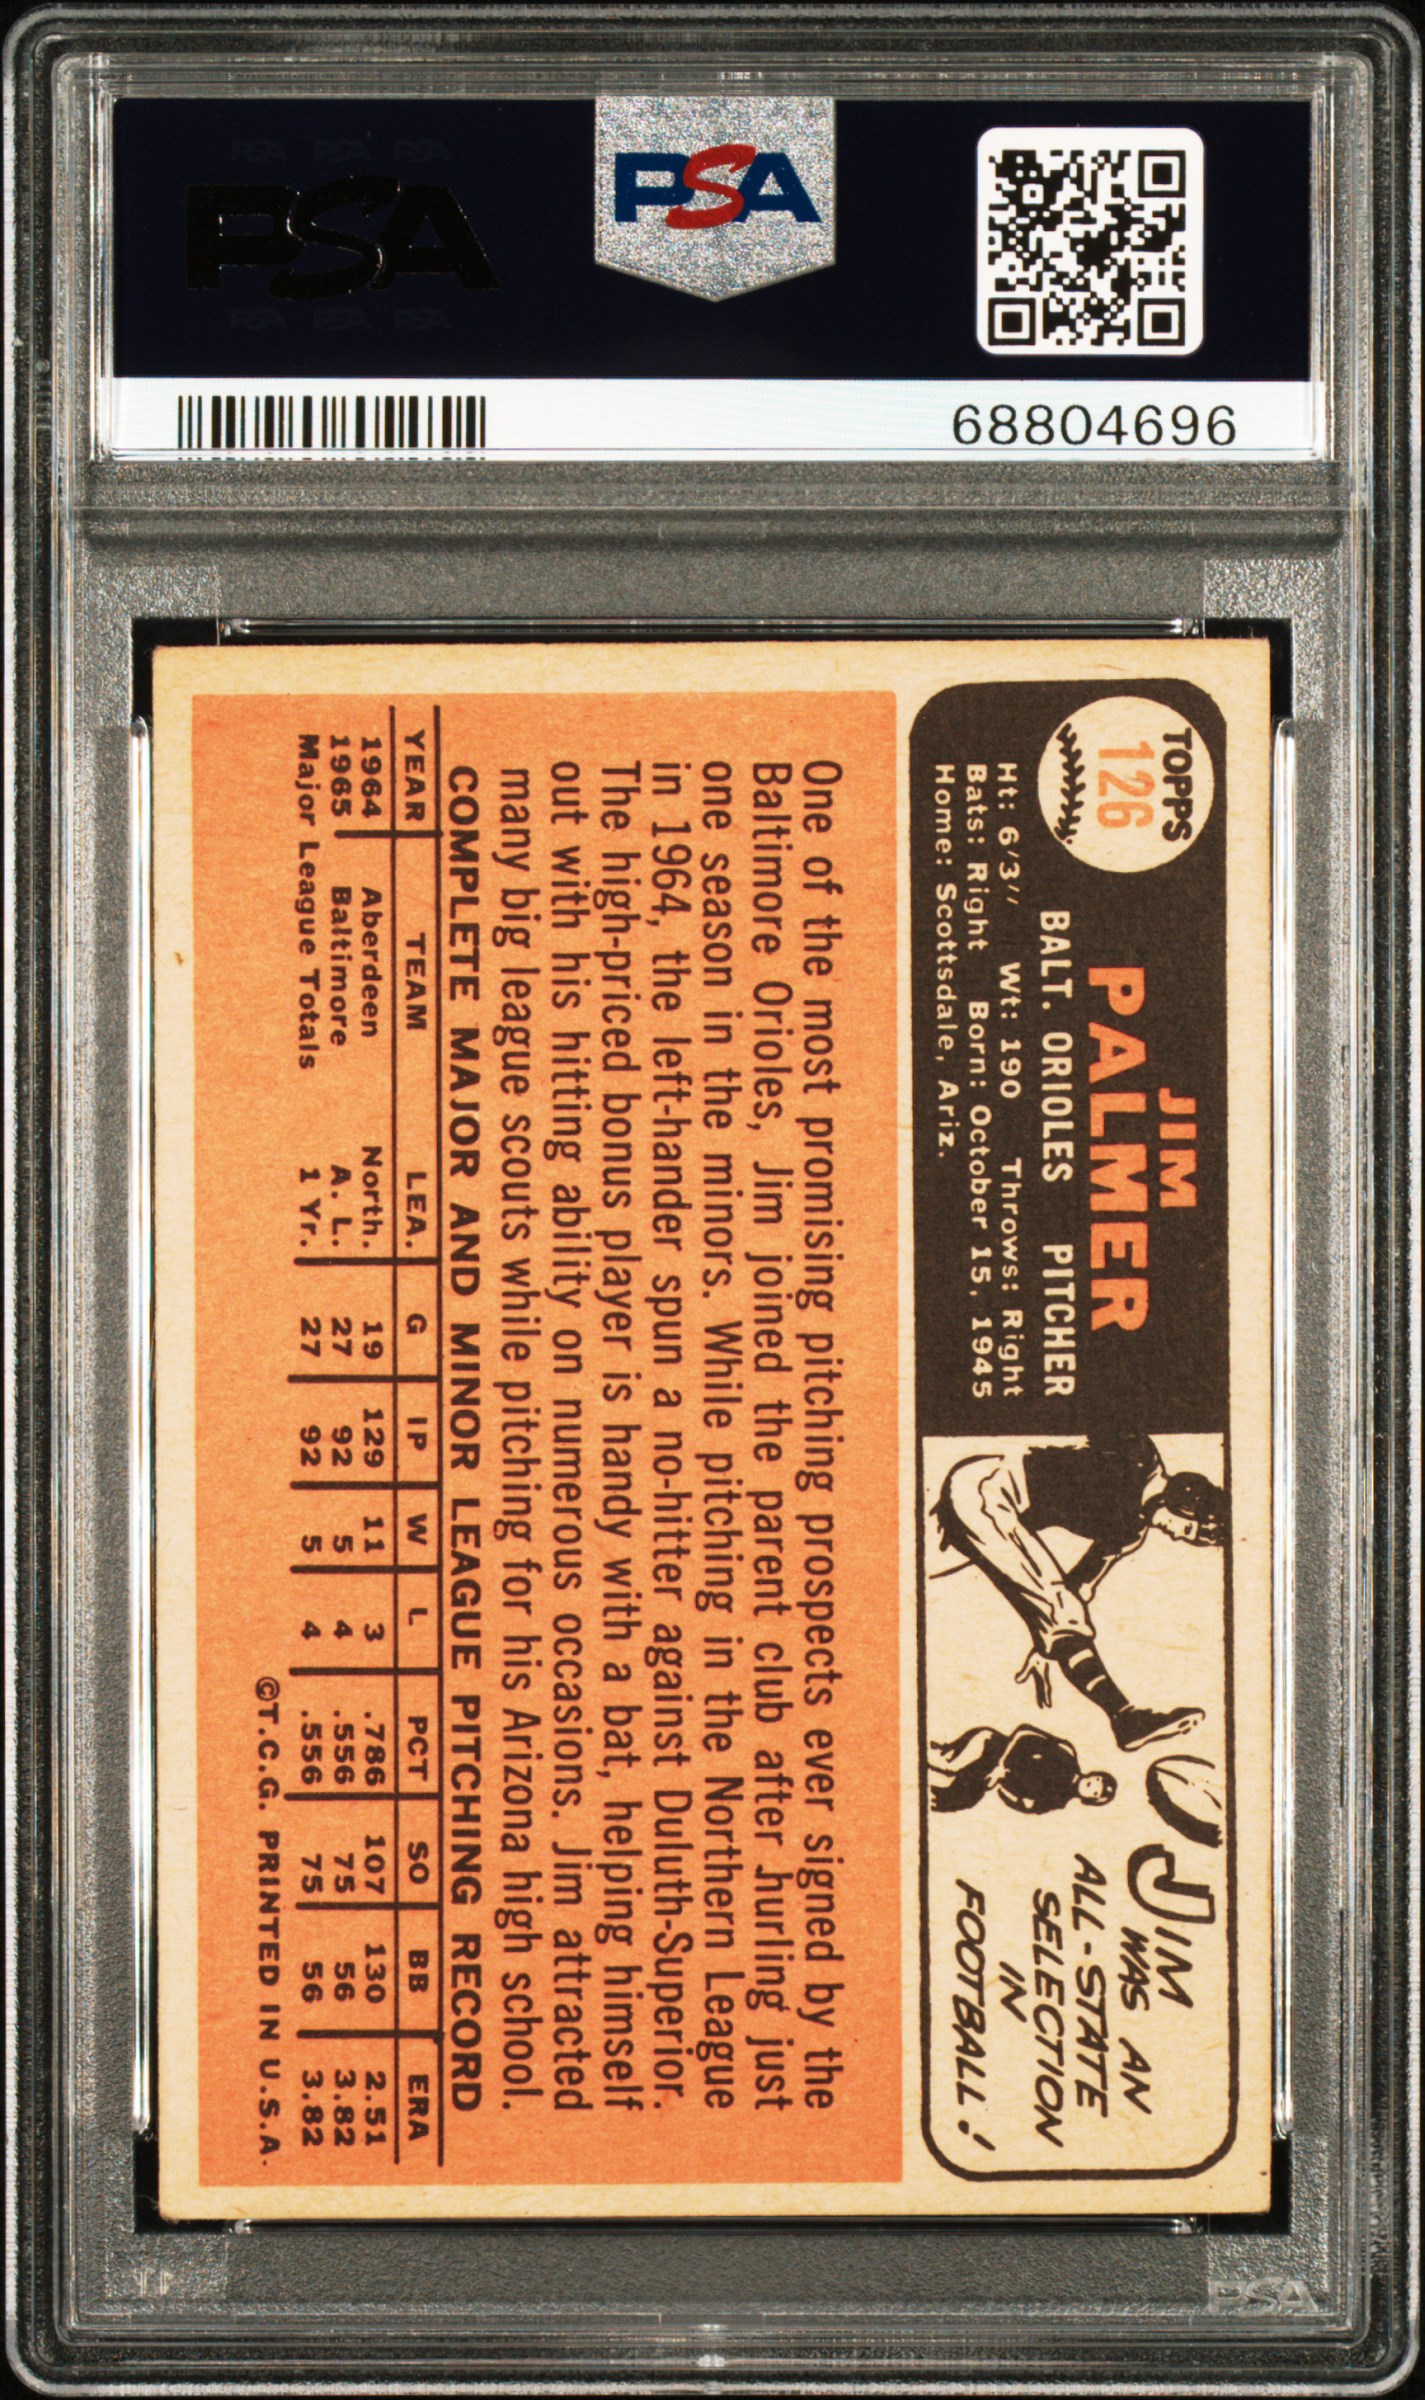 PSA PSA PSA
PSA
PSA PSA PSA
PSA
68804696
TOPPS
126
JIM
PALMER
BALT. ORIOLES PITCHER
Ht: 6'3" Wt: 190 Throws: Right
Bats: Right Born: October 15, 1945
Home: Scottsdale, Ariz.
JIM
WAS AN
ALL-STATE
SELECTION
IN
FOOTBALL!
One of the most promising pitching prospects ever signed by the
Baltimore Orioles, Jim joined the parent club after hurling just
one season in the minors. While pitching in the Northern League
in 1964, the left-hander spun a no-hitter against Duluth-Superior.
The high-priced bonus player is handy with a bat, helping himself
out with his hitting ability on numerous occasions. Jim attracted
many big league scouts while pitching for his Arizona high school.
COMPLETE MAJOR AND MINOR LEAGUE PITCHING RECORD
YEAR TEAM LEA. G IP W L PCT SO BB ERA
1964 Aberdeen North. 19 129 11 3 .786 107 130 2.51
1965 Baltimore A. L. 27 92 5 4 .556 75 56 3.82
Major League Totals 1 Yr. 27 92 5 4 .556 75 56 3.82
©T.C.G. PRINTED IN U.S.A.
PSA